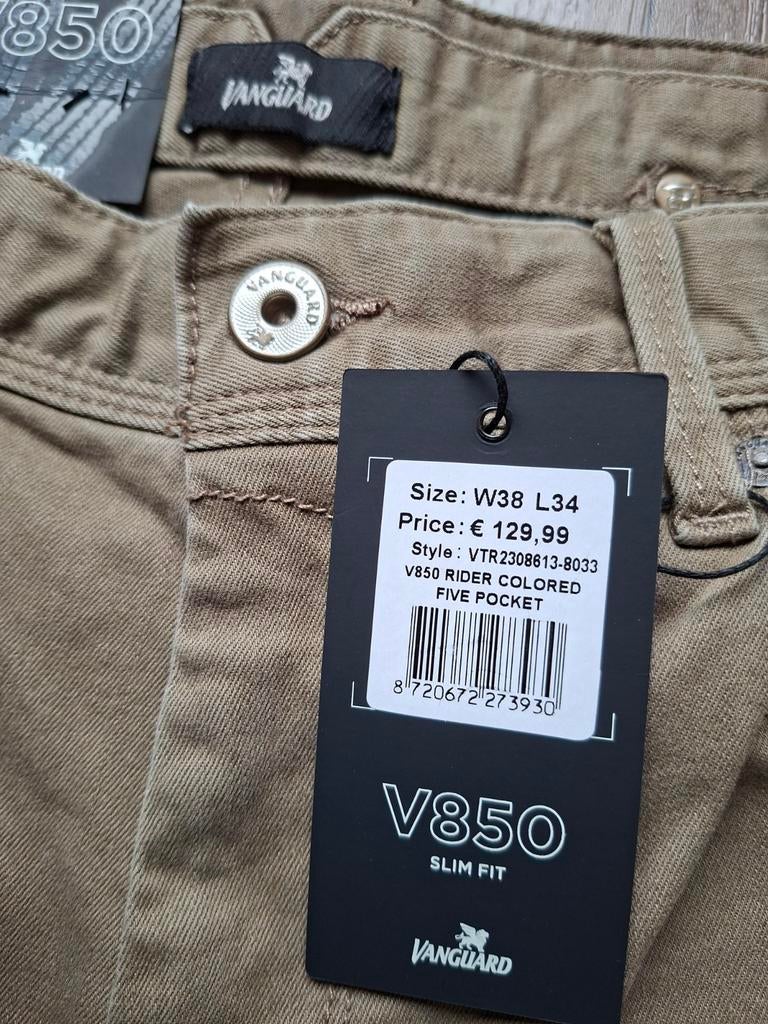 V850
VANGUARD
VANGUARD
Size: W38 L34
Price: € 129,99
Style: VTR2308613-8033
V850 RIDER COLORED
FIVE POCKET
8 720672 273930
V850
SLIM FIT
VANGUARD